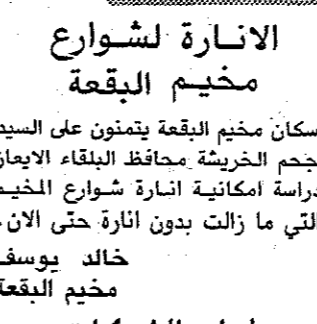 الانارة لشوارع
مخيم البقعة
سكان مخيم البقعة يتمنون على السيد
جحم الخريشة محافظ البلقاء الايعاز
دراسة امكانية انارة شوارع المخيم
التي ما زالت بدون انارة حتى الان.
خالد يوسف
مخيم البقعة